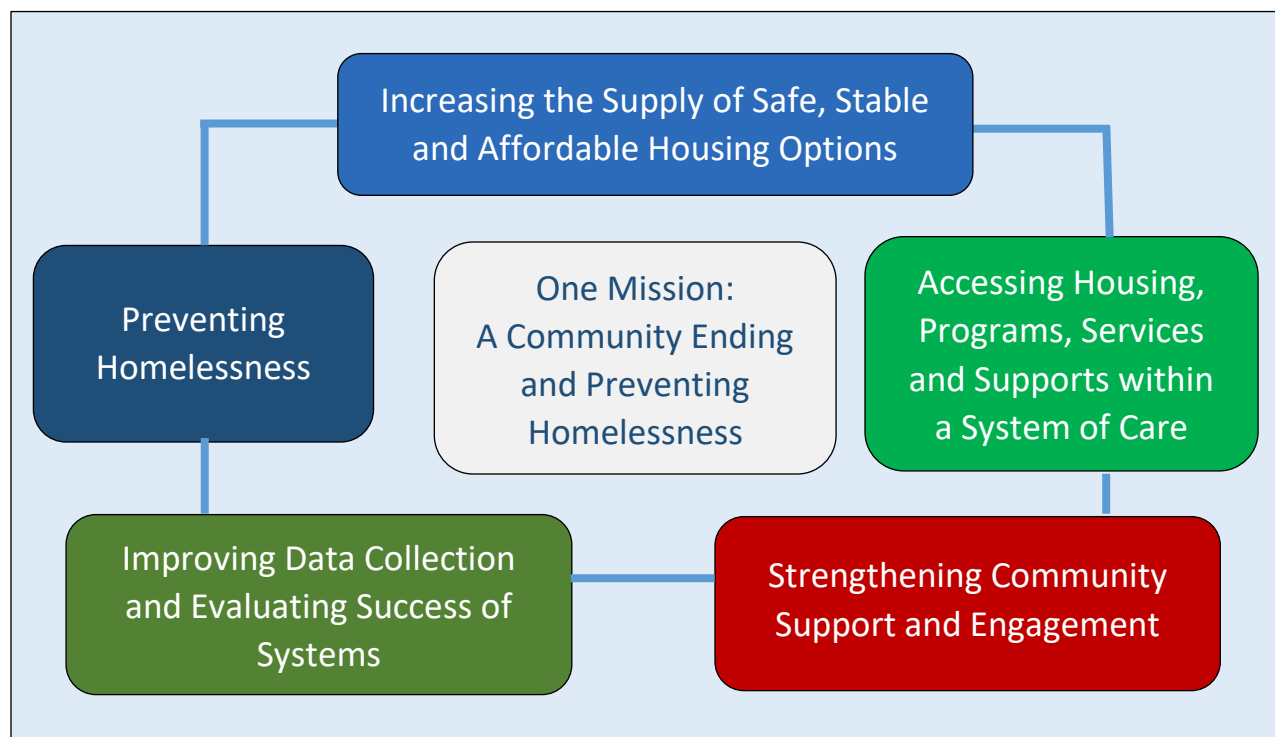 Increasing the Supply of Safe, Stable
and Affordable Housing Options
Preventing
Homelessness
One Mission:
A Community Ending
and Preventing
Homelessness
Accessing Housing,
Programs, Services
and Supports within
a System of Care
Improving Data Collection
and Evaluating Success of
Systems
Strengthening Community
Support and Engagement